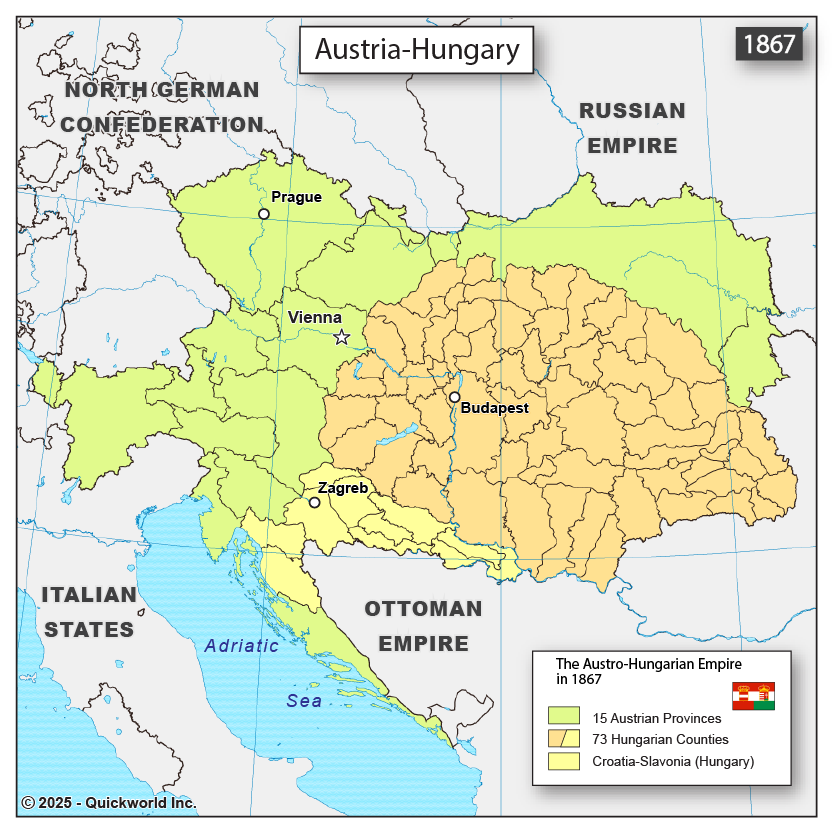 Austria-Hungary
1867
NORTH GERMAN
CONFEDERATION
RUSSIAN
EMPIRE
Prague
Vienna
Budapest
Zagreb
ITALIAN
STATES
OTTOMAN
EMPIRE
Adriatic
Sea
The Austro-Hungarian Empire
in 1867
15 Austrian Provinces
73 Hungarian Counties
Croatia-Slavonia (Hungary)
© 2025 - Quickworld Inc.